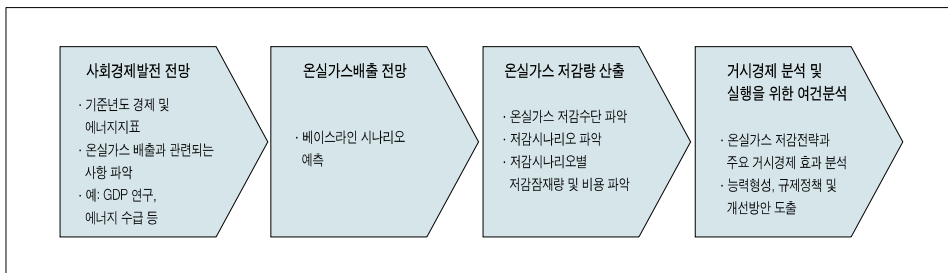 사회경제발전 전망
· 기준년도 경제 및
에너지지표
· 온실가스 배출과 관련되는
사항 파악
· 예: GDP 연구,
에너지 수급 등
온실가스배출 전망
· 베이스라인 시나리오
예측
온실가스 저감량 산출
· 온실가스 저감수단 파악
· 저감시나리오 파악
· 저감시나리오별
저감잠재량 및 비용 파악
거시경제 분석 및
실행을 위한 여건분석
· 온실가스 저감전략과
주요 거시경제 효과 분석
· 능력형성, 규제정책 및
개선방안 도출